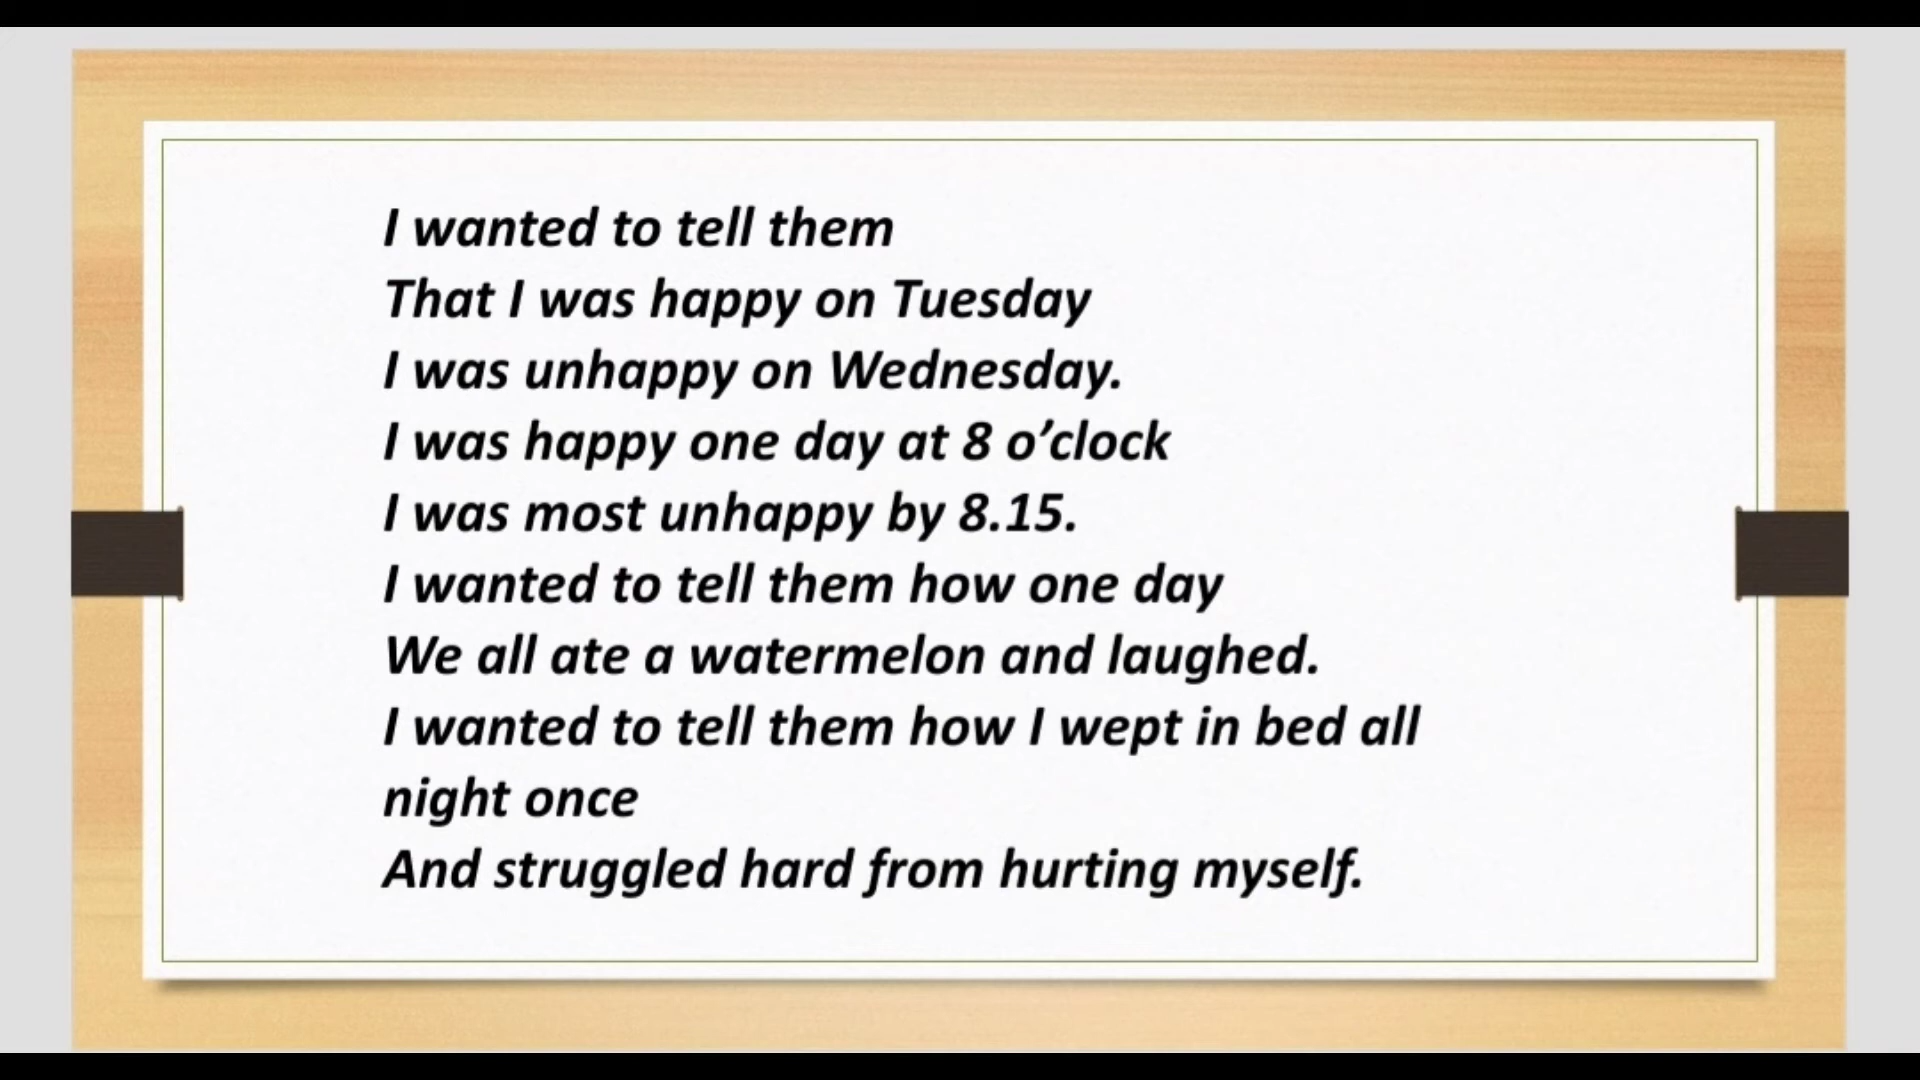 I wanted to tell them
That I was happy on Tuesday
I was unhappy on Wednesday.
I was happy one day at 8 o’clock
I was most unhappy by 8.15.
I wanted to tell them how one day
We all ate a watermelon and laughed.
I wanted to tell them how I wept in bed all
night once
And struggled hard from hurting myself.